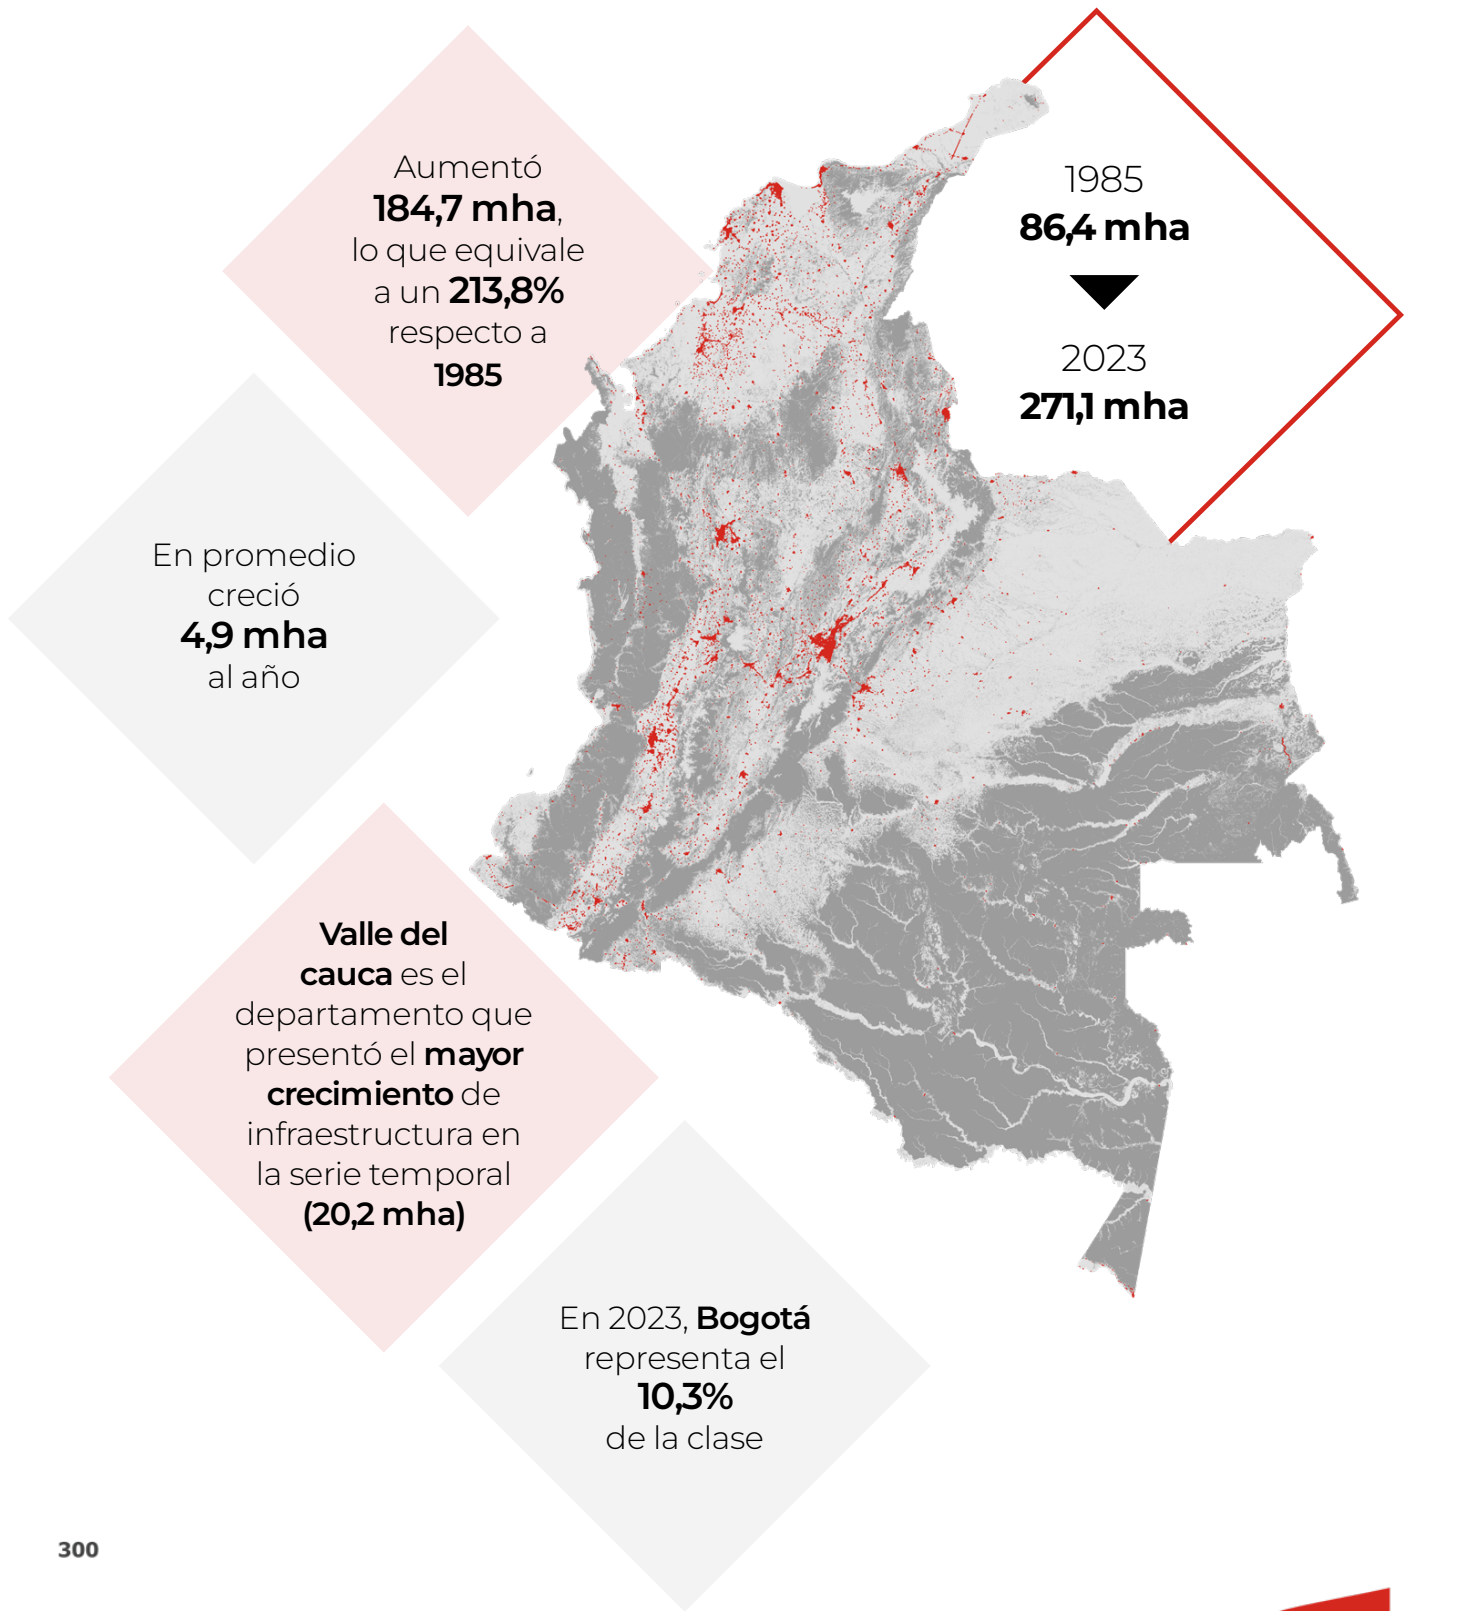 Aumentó
184,7 mha,
lo que equivale
a un 213,8%
respecto a
1985
1985
86,4 mha
2023
271,1 mha
En promedio
creció
4,9 mha
al año
Valle del
cauca es el
departamento que
presentó el mayor
crecimiento de
infraestructura en
la serie temporal
(20,2 mha)
En 2023, Bogotá
representa el
10,3%
de la clase
300